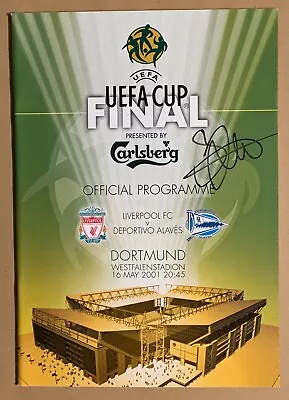 UEFA
UEFA CUP
FINAL
PRESENTED BY
Carlsberg
OFFICIAL PROGRAMME
LIVERPOOL FC
v
DEPORTIVO ALAVÉS
DORTMUND
WESTFALENSTADION
16 MAY 2001 20:45